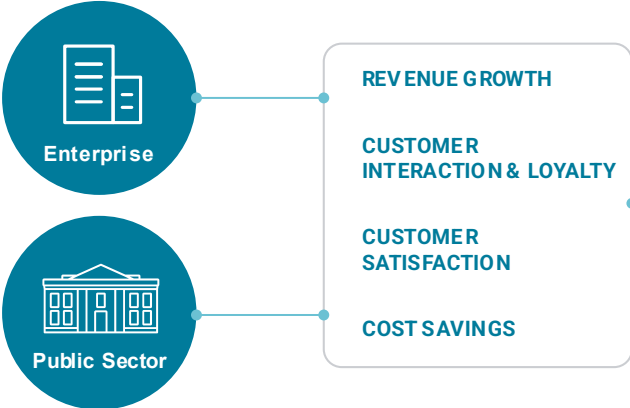 Enterprise
REVENUE GROWTH
CUSTOMER
INTERACTION & LOYALTY
CUSTOMER
SATISFACTION
COST SAVINGS
Public Sector